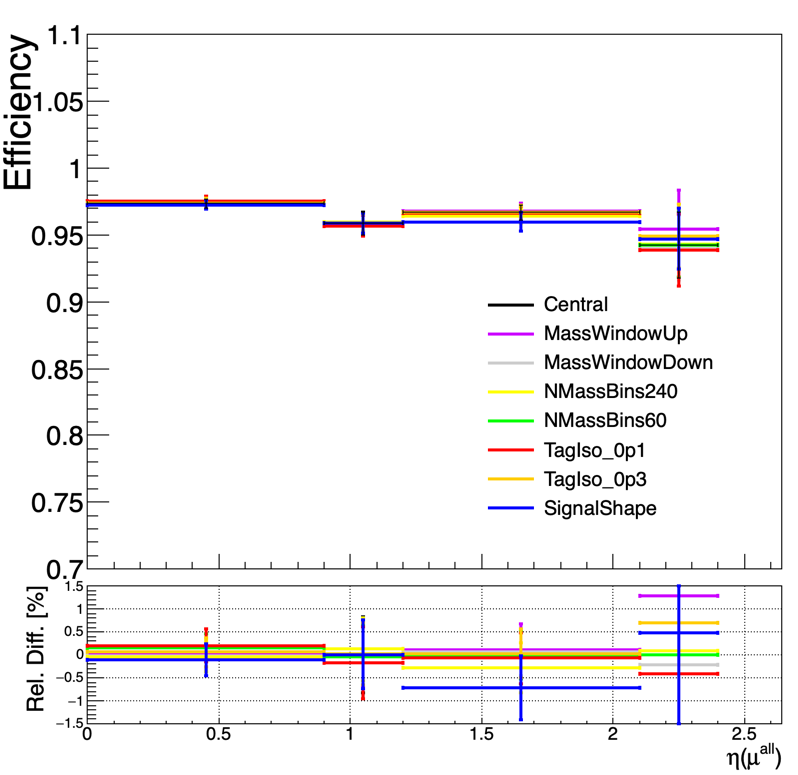 Efficiency
1.1
1.05
1
0.95
0.9
0.85
0.8
0.75
0.7
Central
MassWindowUp
MassWindowDown
NMassBins240
NMassBins60
TagIso_0p1
TagIso_0p3
SignalShape
Rel. Diff. [%]
1.5
1
0.5
0
−0.5
−1
−1.5
0 0.5 1 1.5 2 2.5
η(μ^all)